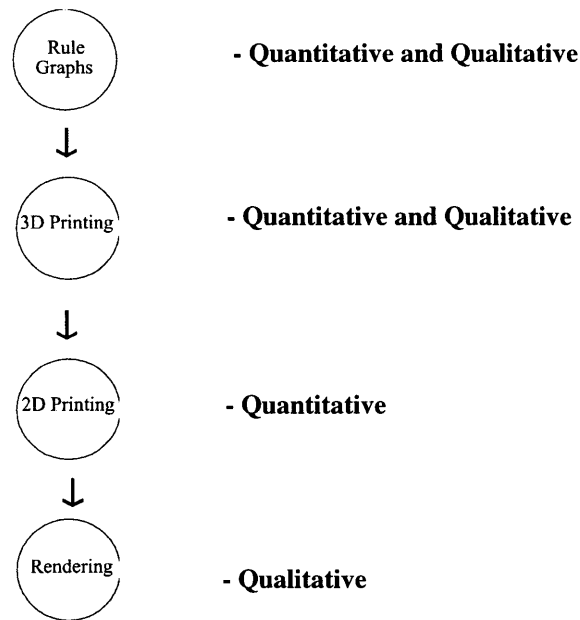 Rule
Graphs
- Quantitative and Qualitative
↓
3D Printing
- Quantitative and Qualitative
↓
2D Printing
- Quantitative
↓
Rendering
- Qualitative